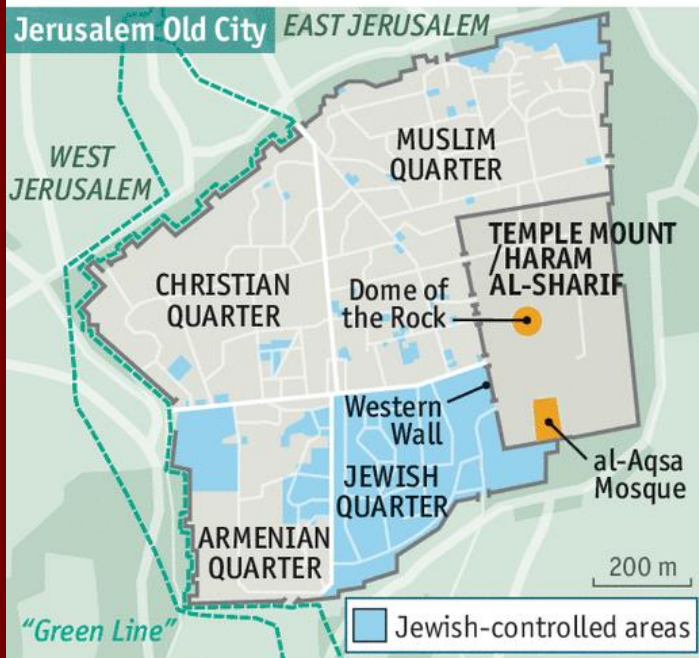 Jerusalem Old City
EAST JERUSALEM
WEST
JERUSALEM
MUSLIM
QUARTER
TEMPLE MOUNT
/HARAM
AL-SHARIF
CHRISTIAN
QUARTER
Dome of
the Rock
Western
Wall
JEWISH
QUARTER
al-Aqsa
Mosque
ARMENIAN
QUARTER
200 m
"Green Line"
Jewish-controlled areas